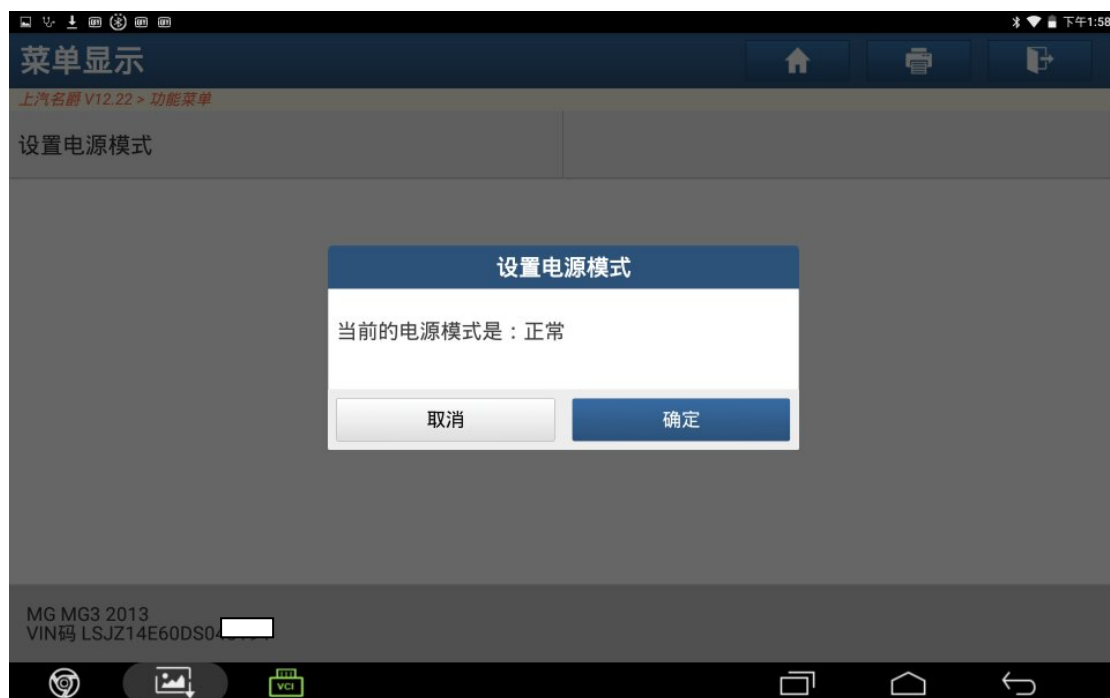 下午1:58
菜单显示
上汽名爵 V12.22 > 功能菜单
设置电源模式
设置电源模式
当前的电源模式是：正常
取消
确定
MG MG3 2013
VIN码 LSJZ14E60DS04
VCI